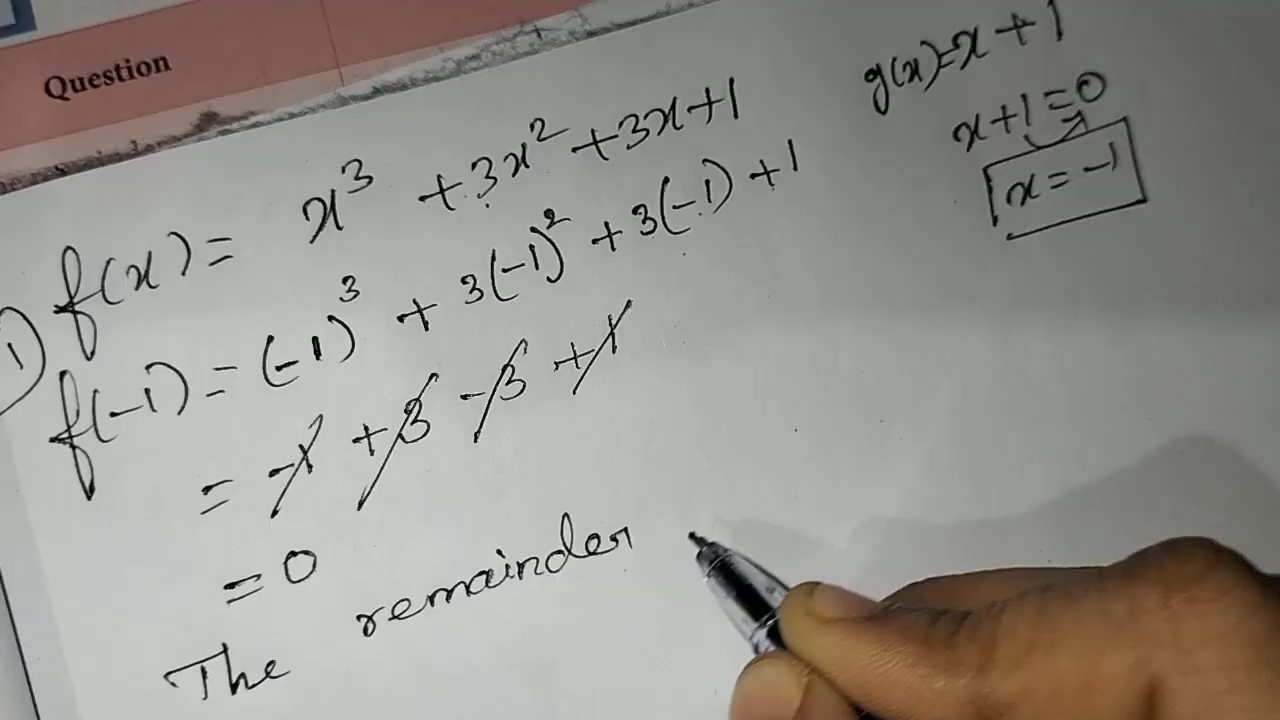 Question
g(x)=x+1
x+1=0
x=-1
1) f(x)= x³ +3x² +3x+1
f(-1)= (-1)³ + 3(-1)² +3(-1) +1
= -1 +3 -3 +1
= 0
The remainder